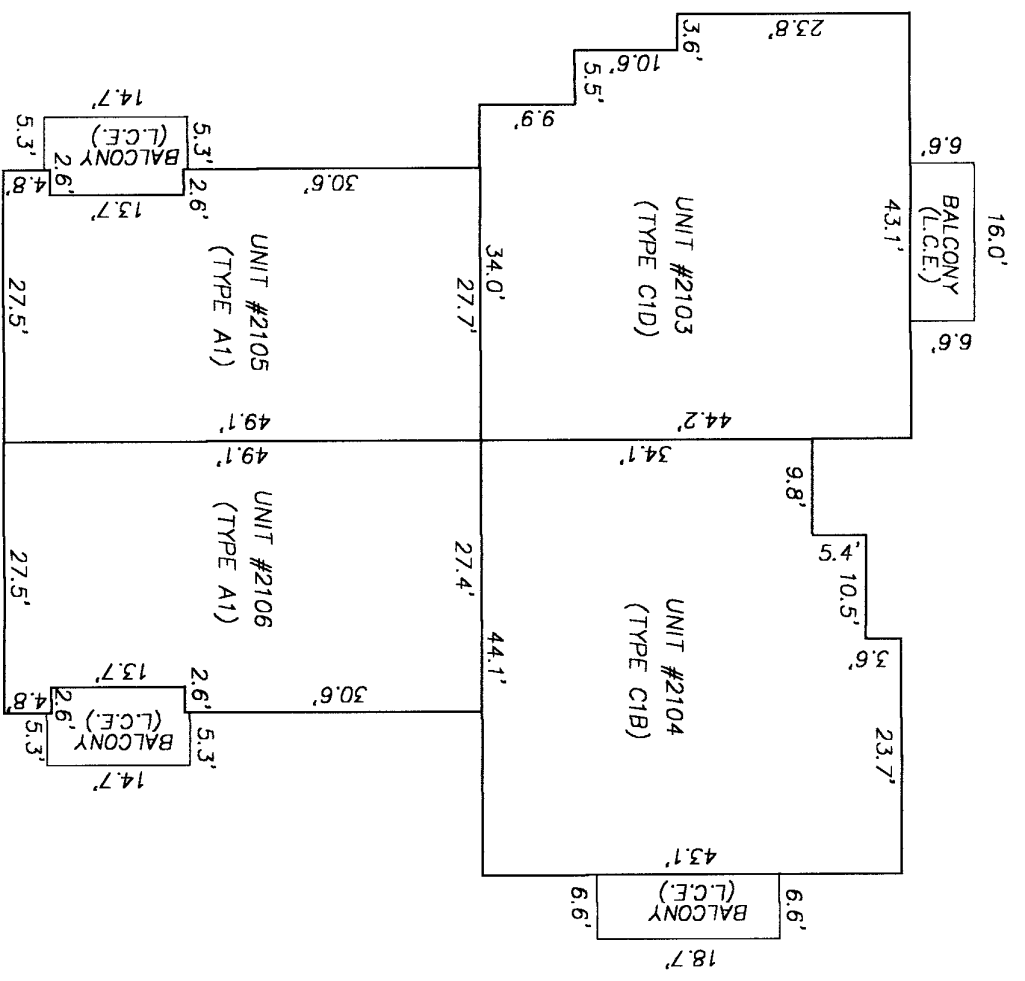 23.8'
3.6'
10.6'
5.5'
9.9'
6.6'
16.0'
BALCONY
(L.C.E.)
6.6'
43.1'
UNIT #2103
(TYPE C1D)
34.0'
44.2'
14.7'
5.3'
BALCONY
(L.C.E.)
5.3'
2.6'
4.8'
13.7'
2.6'
30.6'
UNIT #2105
(TYPE A1)
27.5'
27.7'
49.1'
49.1'
34.1'
9.8'
5.4'
10.5'
3.6'
UNIT #2106
(TYPE A1)
27.5'
27.4'
44.1'
UNIT #2104
(TYPE C1B)
23.7'
13.7'
2.6'
4.8'
2.6'
30.6'
5.3'
BALCONY
(L.C.E.)
5.3'
14.7'
43.1'
6.6'
BALCONY
(L.C.E.)
6.6'
18.7'